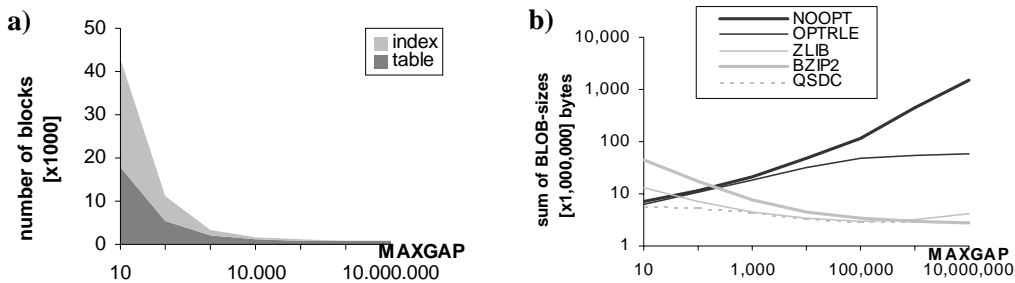 a)
number of blocks
[x1000]
50
40
30
20
10
0
index
table
10
10.000
10.000.000
MAXGAP
b)
sum of BLOB-sizes
[x1,000,000] bytes
10,000
1,000
100
10
1
NOOPT
OPTRLE
ZLIB
BZIP2
QSDC
MAXGAP
10
1,000
100,000
10,000,000